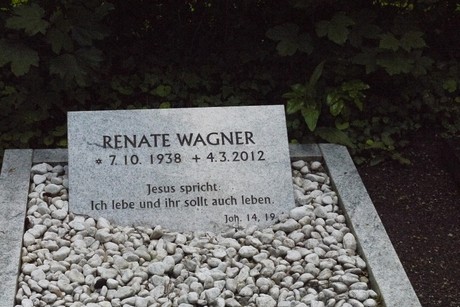 RENATE WAGNER
* 7.10.1938 + 4.3.2012
Jesus spricht
Ich lebe und ihr sollt auch leben.
Joh. 14, 19